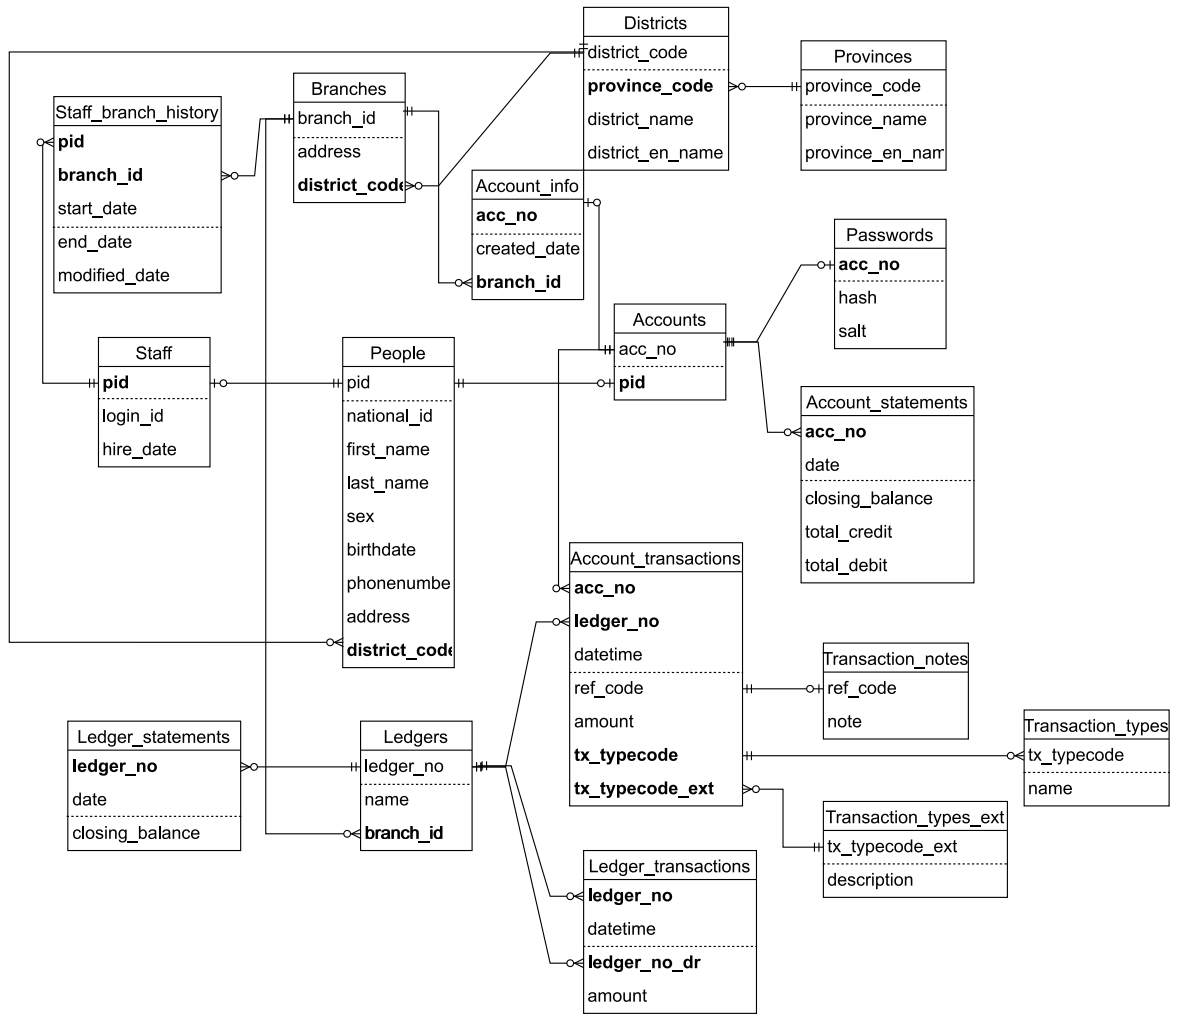 Districts
district_code
province_code
district_name
district_en_name
Provinces
province_code
province_name
province_en_nam
Branches
branch_id
address
district_code
Staff_branch_history
pid
branch_id
start_date
end_date
modified_date
Account_info
acc_no
created_date
branch_id
Passwords
acc_no
hash
salt
Accounts
acc_no
pid
Staff
pid
login_id
hire_date
People
pid
national_id
first_name
last_name
sex
birthdate
phonenumbe
address
district_code
Account_statements
acc_no
date
closing_balance
total_credit
total_debit
Account_transactions
acc_no
ledger_no
datetime
ref_code
amount
tx_typecode
tx_typecode_ext
Transaction_notes
ref_code
note
Transaction_types
tx_typecode
name
Ledger_statements
ledger_no
date
closing_balance
Ledgers
ledger_no
name
branch_id
Transaction_types_ext
tx_typecode_ext
description
Ledger_transactions
ledger_no
datetime
ledger_no_dr
amount